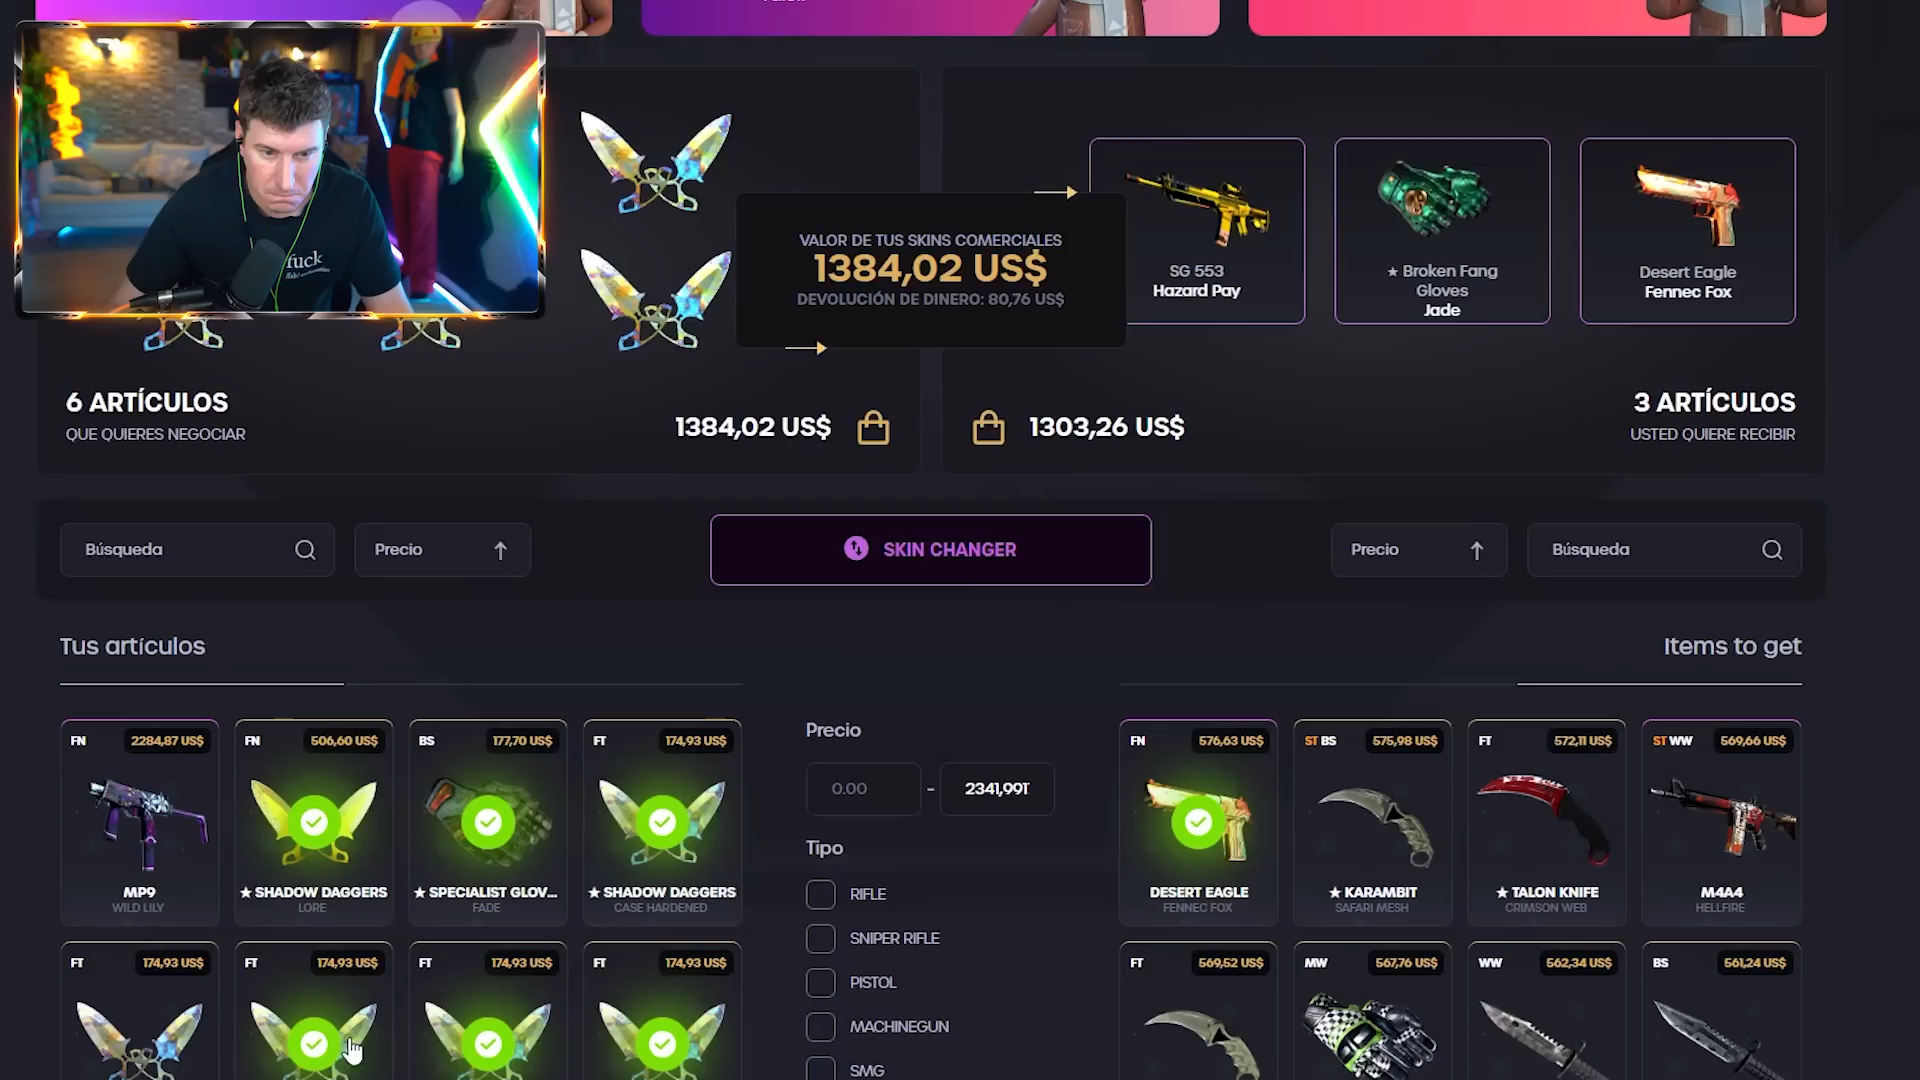 fuck
VALOR DE TUS SKINS COMERCIALES
1384,02 US$
DEVOLUCIÓN DE DINERO: 80,76 US$
SG 553
Hazard Pay
★ Broken Fang
Gloves
Jade
Desert Eagle
Fennec Fox
6 ARTÍCULOS
QUE QUIERES NEGOCIAR
1384,02 US$
1303,26 US$
3 ARTÍCULOS
USTED QUIERE RECIBIR
Búsqueda
Precio
SKIN CHANGER
Precio
Búsqueda
Tus artículos
Items to get
FN 2284,87 US$
MP9
WILD LILY
FN 506,60 US$
★ SHADOW DAGGERS
LORE
BS 177,70 US$
★ SPECIALIST GLOV...
FADE
FT 174,93 US$
★ SHADOW DAGGERS
CASE HARDENED
FT 174,93 US$
FT 174,93 US$
FT 174,93 US$
FT 174,93 US$
Precio
0.00 - 2341,991
Tipo
RIFLE
SNIPER RIFLE
PISTOL
MACHINEGUN
SMG
FN 576,63 US$
DESERT EAGLE
FENNEC FOX
ST BS 575,98 US$
★ KARAMBIT
SAFARI MESH
FT 572,11 US$
★ TALON KNIFE
CRIMSON WEB
ST WW 569,66 US$
M4A4
HELLFIRE
FT 569,52 US$
MW 567,76 US$
WW 562,34 US$
BS 561,24 US$